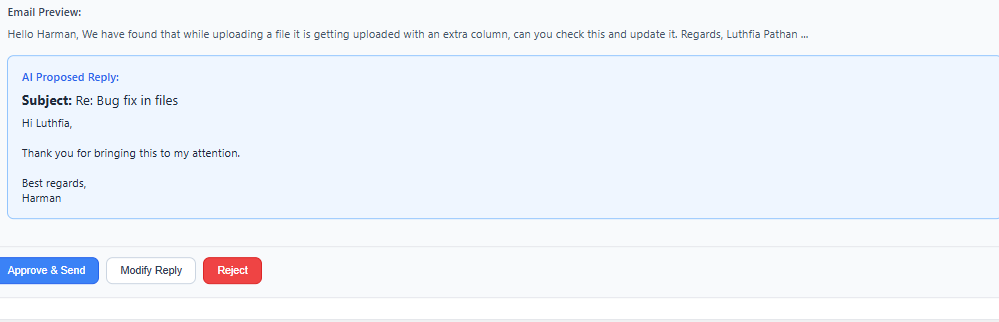 Email Preview:
Hello Harman, We have found that while uploading a file it is getting uploaded with an extra column, can you check this and update it. Regards, Luthfia Pathan ...
AI Proposed Reply:
Subject: Re: Bug fix in files
Hi Luthfia,
Thank you for bringing this to my attention.
Best regards,
Harman
Approve & Send
Modify Reply
Reject